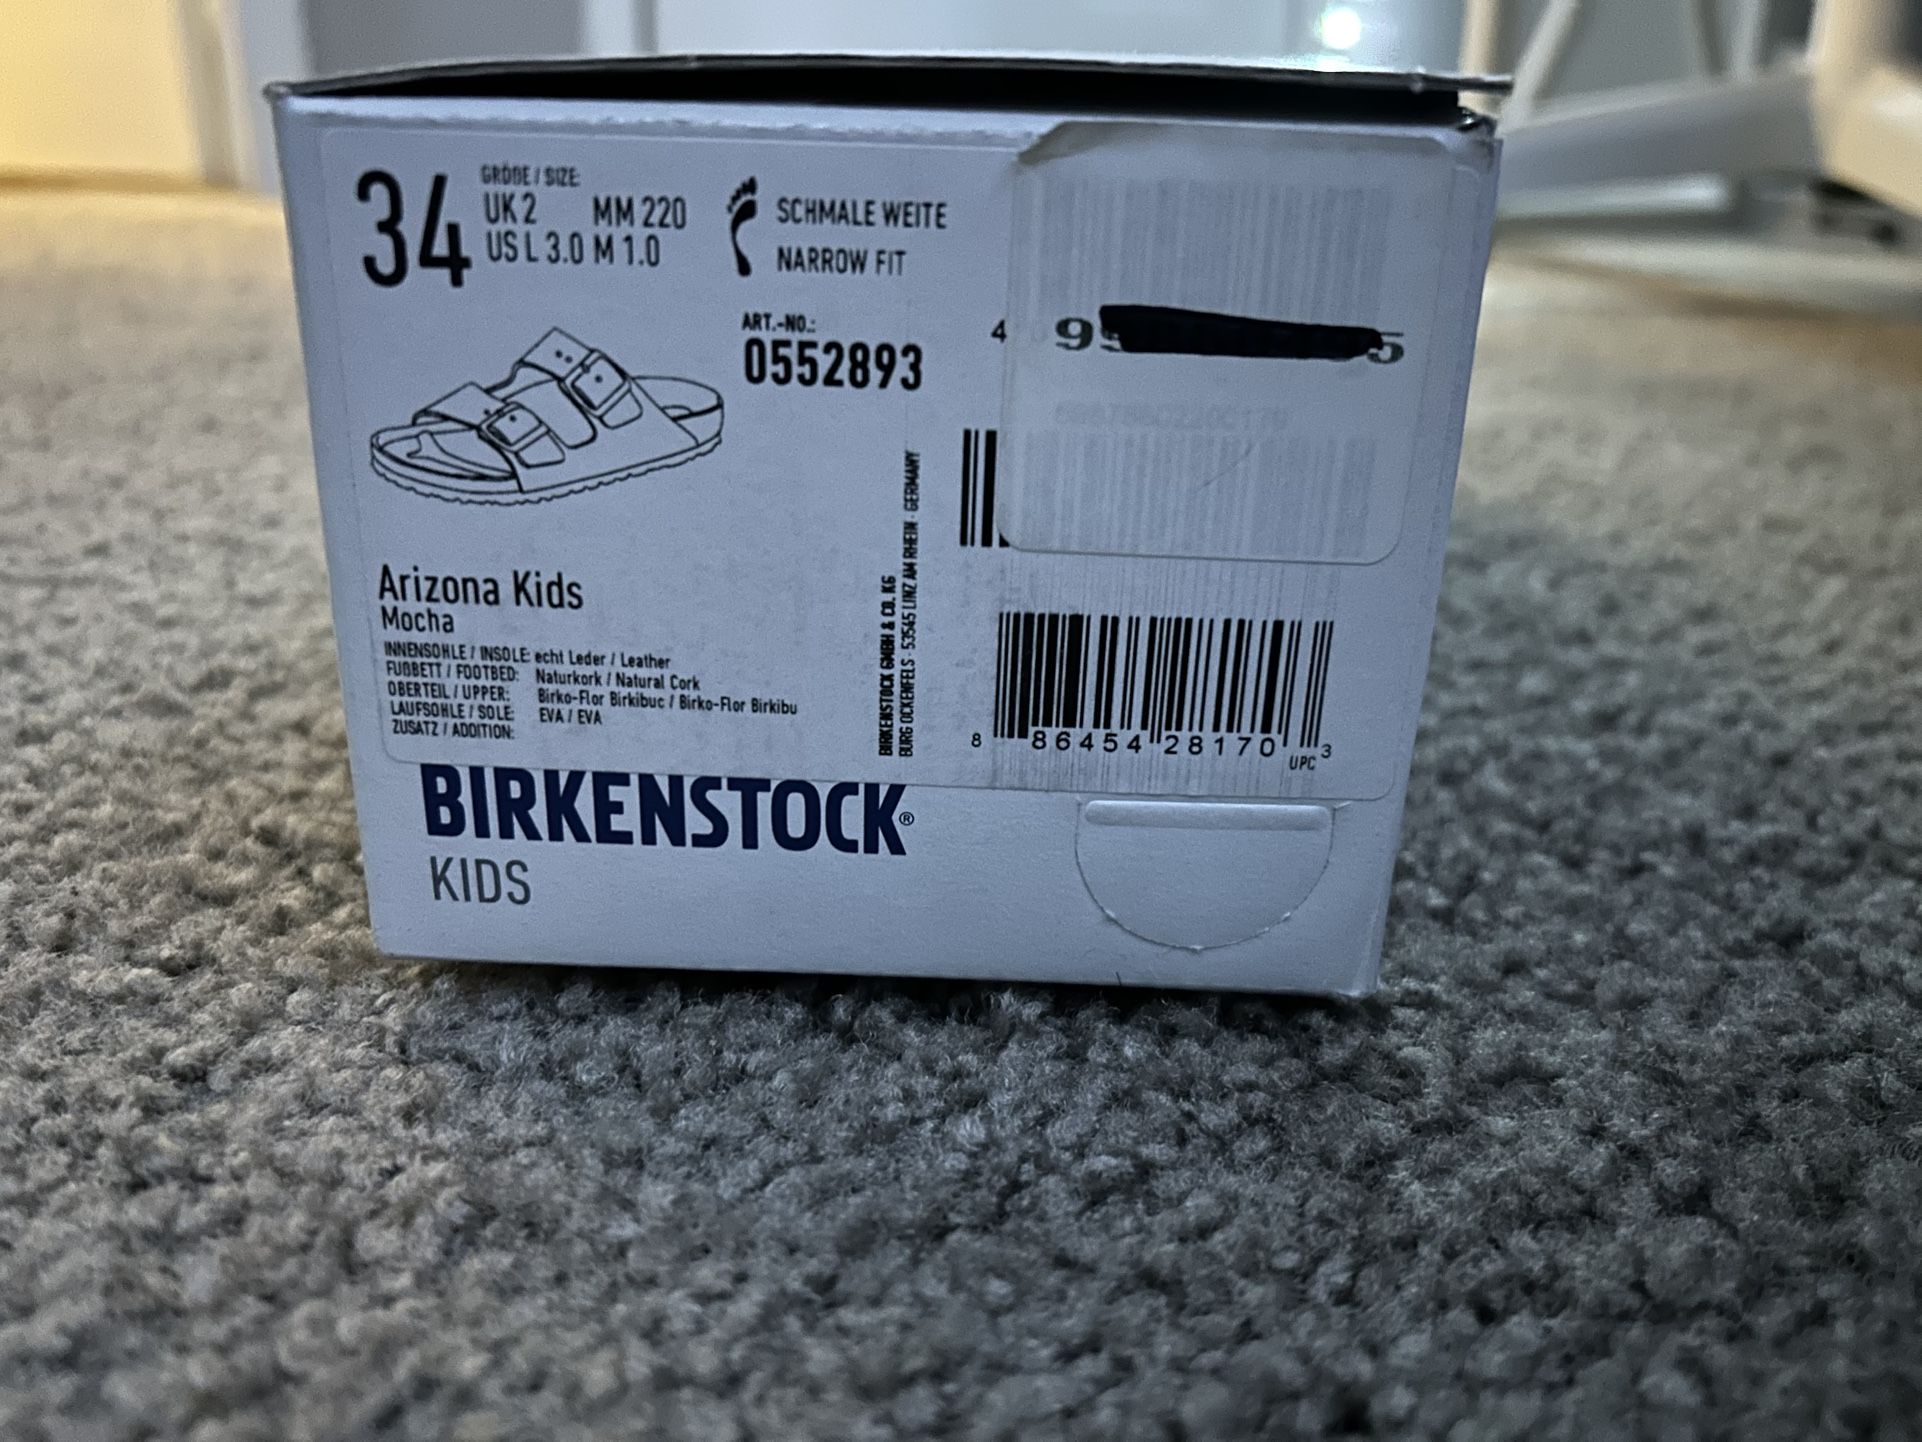 34
GRÖßE / SIZE:
UK 2 MM 220
US L 3.0 M 1.0
SCHMALE WEITE
NARROW FIT
ART.-NO.:
0552893
4
9
5
Arizona Kids
Mocha
INNENSOHLE / INSOLE: echt Leder / Leather
FUßBETT / FOOTBED: Naturkork / Natural Cork
OBERTEIL / UPPER: Birko-Flor Birkibuc / Birko-Flor Birkibu
LAUFSOHLE / SOLE: EVA / EVA
ZUSATZ / ADDITION:
BIRKENSTOCK GMBH & CO. KG
BURG OCKENFELS · 53545 LINZ AM RHEIN · GERMANY
8 86454 28170 3
UPC
BIRKENSTOCK®
KIDS